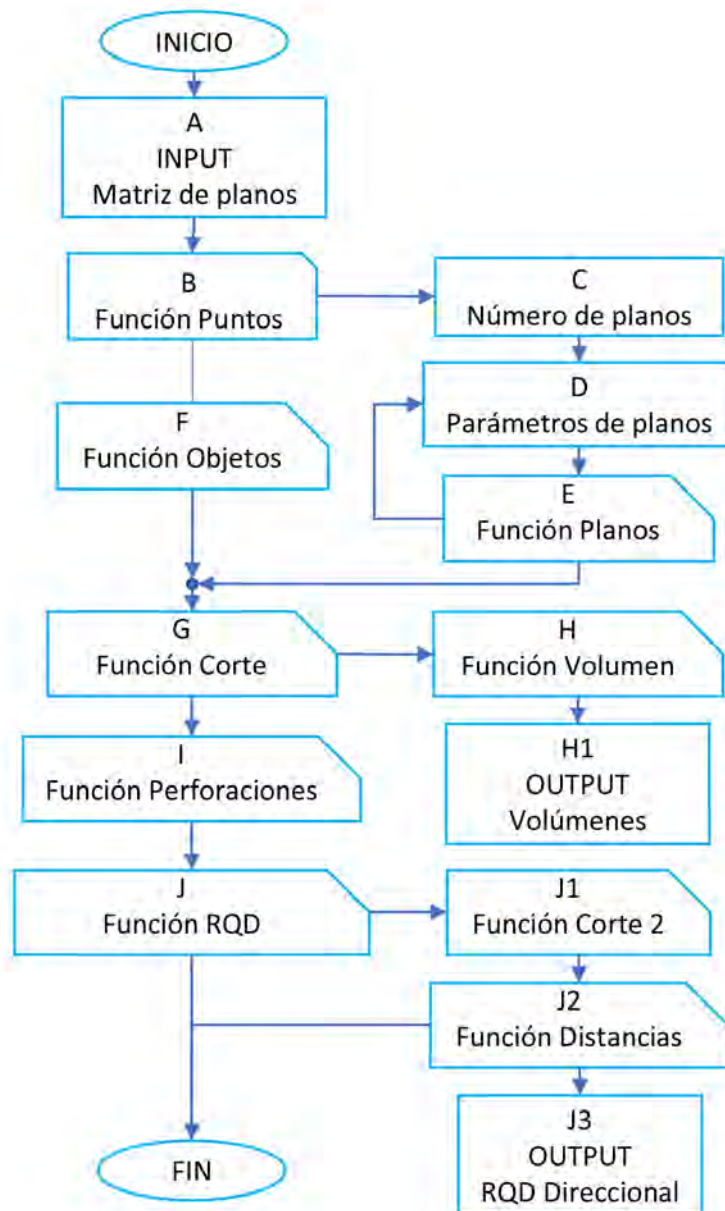 INICIO
A
INPUT
Matriz de planos
B
Función Puntos
C
Número de planos
D
Parámetros de planos
E
Función Planos
F
Función Objetos
G
Función Corte
H
Función Volumen
H1
OUTPUT
Volúmenes
I
Función Perforaciones
J
Función RQD
J1
Función Corte 2
J2
Función Distancias
J3
OUTPUT
RQD Direccional
FIN